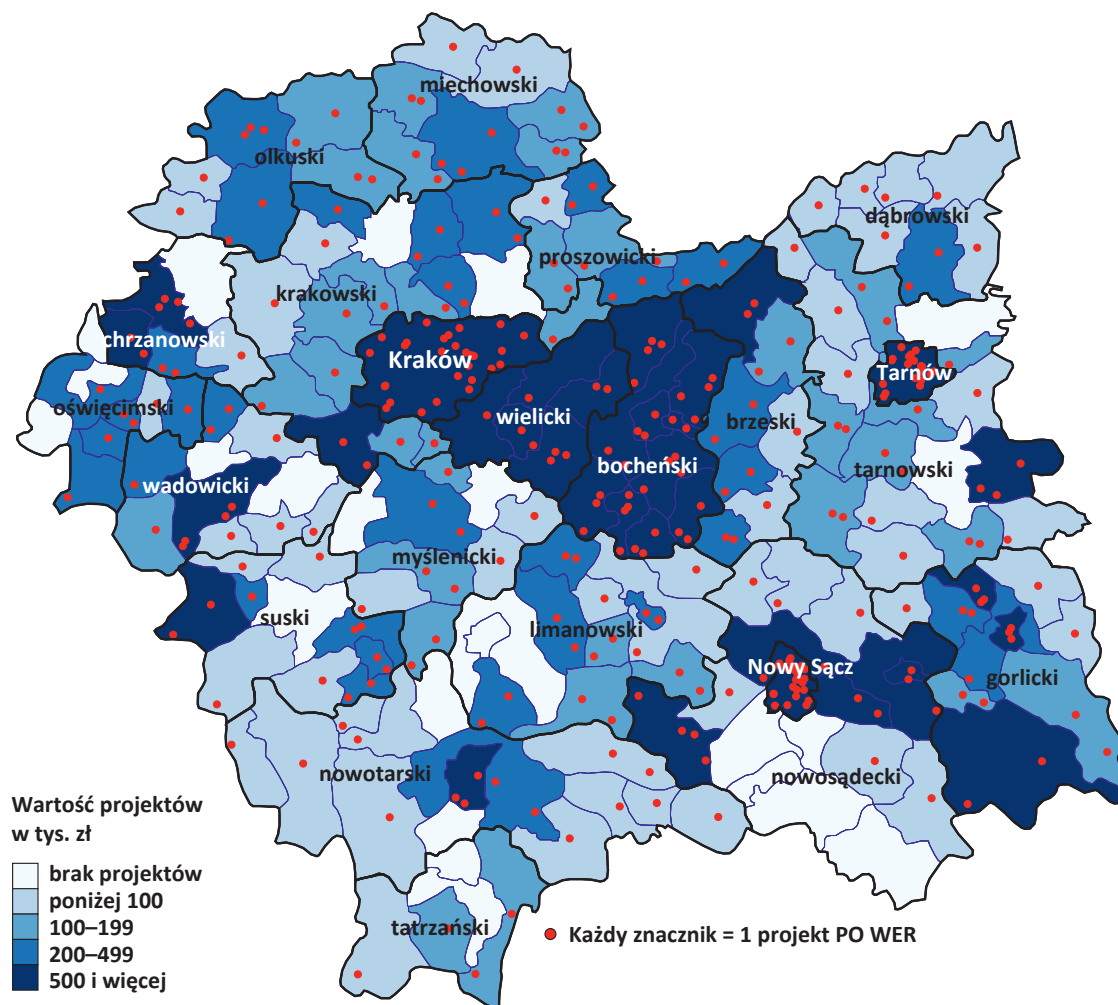 miechowski
olkuski
dąbrowski
proszowicki
krakowski
chrzanowski
Kraków
Tarnów
oświęcimski
wielicki
brzeski
bocheński
tarnowski
wadowicki
myślenicki
suski
limanowski
Nowy Sącz
gorlicki
nowotarski
nowosądecki
tatrzański
Wartość projektów
w tys. zł
brak projektów
poniżej 100
100–199
200–499
500 i więcej
Każdy znacznik = 1 projekt PO WER